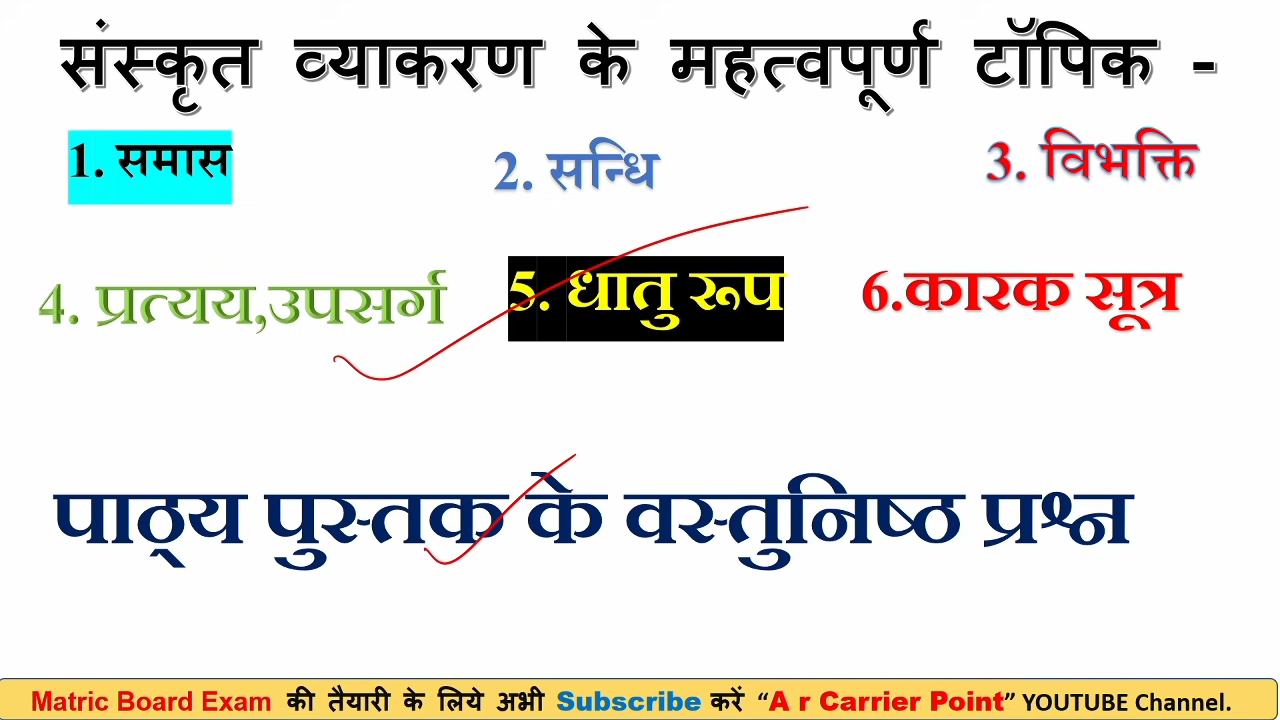 संस्कृत व्याकरण के महत्वपूर्ण टॉपिक -
1. समास 2. सन्धि 3. विभक्ति
4. प्रत्यय,उपसर्ग 5. धातु रूप 6.कारक सूत्र
पाठ्य पुस्तक के वस्तुनिष्ठ प्रश्न
Matric Board Exam की तैयारी के लिये अभी Subscribe करें “A r Carrier Point” YOUTUBE Channel.